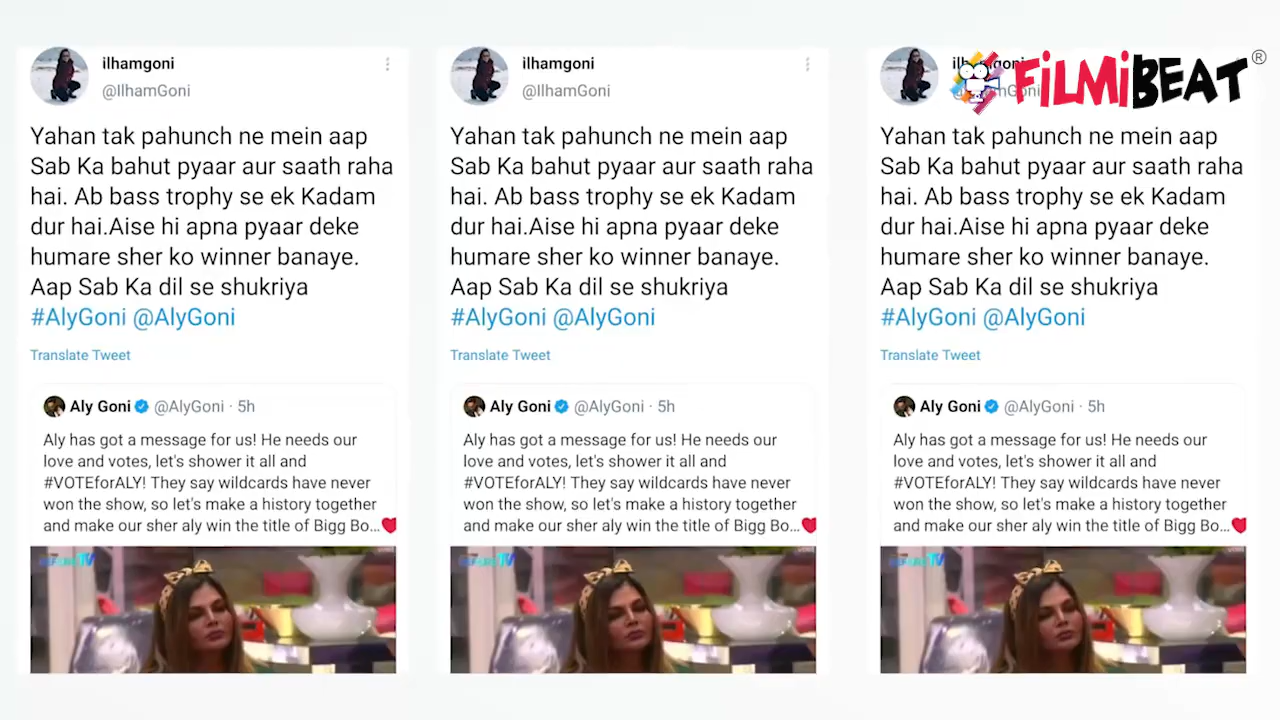 ilhamgoni
@IlhamGoni
Yahan tak pahunch ne mein aap
Sab Ka bahut pyaar aur saath raha
hai. Ab bass trophy se ek Kadam
dur hai.Aise hi apna pyaar deke
humare sher ko winner banaye.
Aap Sab Ka dil se shukriya
#AlyGoni @AlyGoni
Translate Tweet
Aly Goni @AlyGoni · 5h
Aly has got a message for us! He needs our
love and votes, let's shower it all and
#VOTEforALY! They say wildcards have never
won the show, so let's make a history together
and make our sher aly win the title of Bigg Bo...
ilhamgoni
@IlhamGoni
Yahan tak pahunch ne mein aap
Sab Ka bahut pyaar aur saath raha
hai. Ab bass trophy se ek Kadam
dur hai.Aise hi apna pyaar deke
humare sher ko winner banaye.
Aap Sab Ka dil se shukriya
#AlyGoni @AlyGoni
Translate Tweet
Aly Goni @AlyGoni · 5h
Aly has got a message for us! He needs our
love and votes, let's shower it all and
#VOTEforALY! They say wildcards have never
won the show, so let's make a history together
and make our sher aly win the title of Bigg Bo...
FILMIBEAT®
Yahan tak pahunch ne mein aap
Sab Ka bahut pyaar aur saath raha
hai. Ab bass trophy se ek Kadam
dur hai.Aise hi apna pyaar deke
humare sher ko winner banaye.
Aap Sab Ka dil se shukriya
#AlyGoni @AlyGoni
Translate Tweet
Aly Goni @AlyGoni · 5h
Aly has got a message for us! He needs our
love and votes, let's shower it all and
#VOTEforALY! They say wildcards have never
won the show, so let's make a history together
and make our sher aly win the title of Bigg Bo...